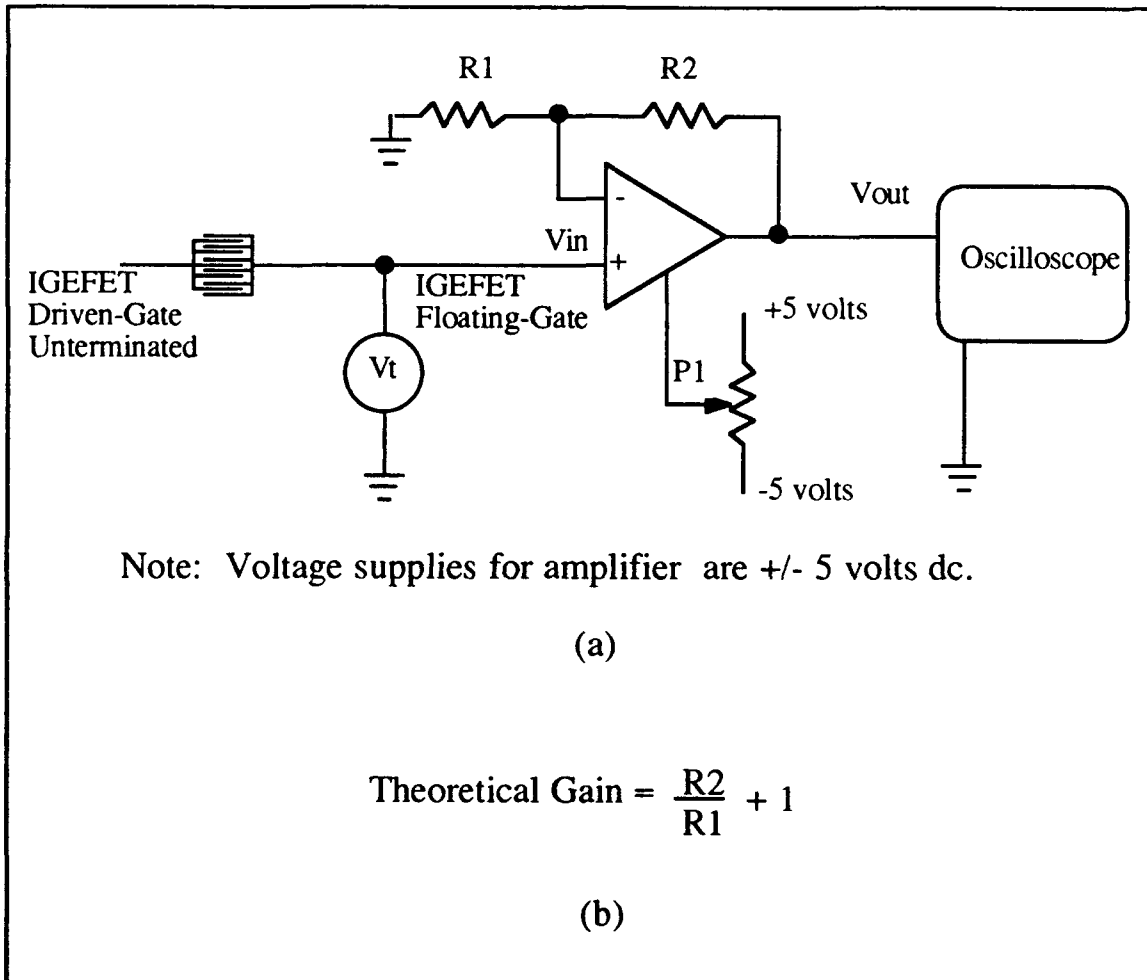 R1
R2
-
Vin
+
Vout
Oscilloscope
IGEFET
Driven-Gate
Unterminated
IGEFET
Floating-Gate
Vt
P1
+5 volts
-5 volts
Note: Voltage supplies for amplifier are +/- 5 volts dc.
(a)
Theoretical Gain = R2/R1 + 1
(b)